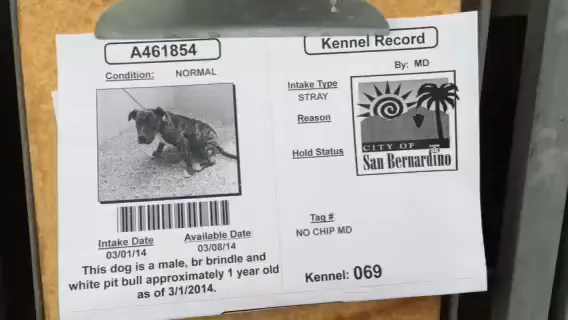 A461854
Condition: NORMAL
Intake Date Available Date
03/01/14 03/08/14
This dog is a male, br brindle and
white pit bull approximately 1 year old
as of 3/1/2014.
Kennel Record
By: MD
Intake Type
STRAY
Reason
Hold Status
CITY OF
San Bernardino
Tag #
NO CHIP MD
Kennel: 069